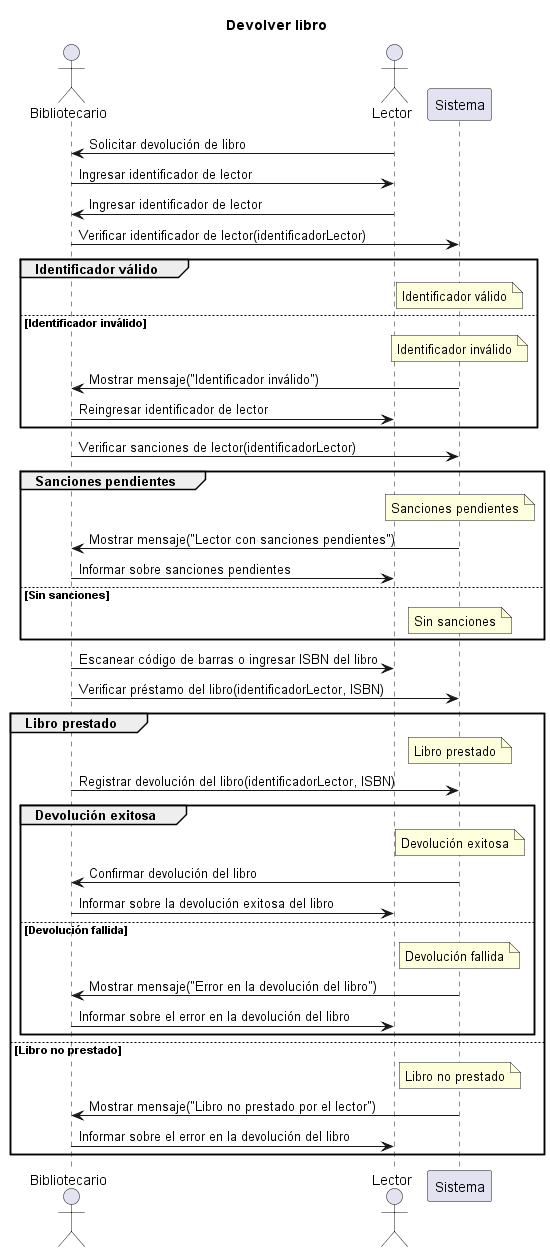 Devolver libro
Bibliotecario
Lector
Sistema
Solicitar devolución de libro
Ingresar identificador de lector
Ingresar identificador de lector
Verificar identificador de lector(identificadorLector)
Identificador válido
Identificador válido
[Identificador inválido]
Identificador inválido
Mostrar mensaje("Identificador inválido")
Reingresar identificador de lector
Verificar sanciones de lector(identificadorLector)
Sanciones pendientes
Sanciones pendientes
Mostrar mensaje("Lector con sanciones pendientes")
Informar sobre sanciones pendientes
[Sin sanciones]
Sin sanciones
Escanear código de barras o ingresar ISBN del libro
Verificar préstamo del libro(identificadorLector, ISBN)
Libro prestado
Libro prestado
Registrar devolución del libro(identificadorLector, ISBN)
Devolución exitosa
Devolución exitosa
Confirmar devolución del libro
Informar sobre la devolución exitosa del libro
[Devolución fallida]
Devolución fallida
Mostrar mensaje("Error en la devolución del libro")
Informar sobre el error en la devolución del libro
[Libro no prestado]
Libro no prestado
Mostrar mensaje("Libro no prestado por el lector")
Informar sobre el error en la devolución del libro
Bibliotecario
Lector
Sistema